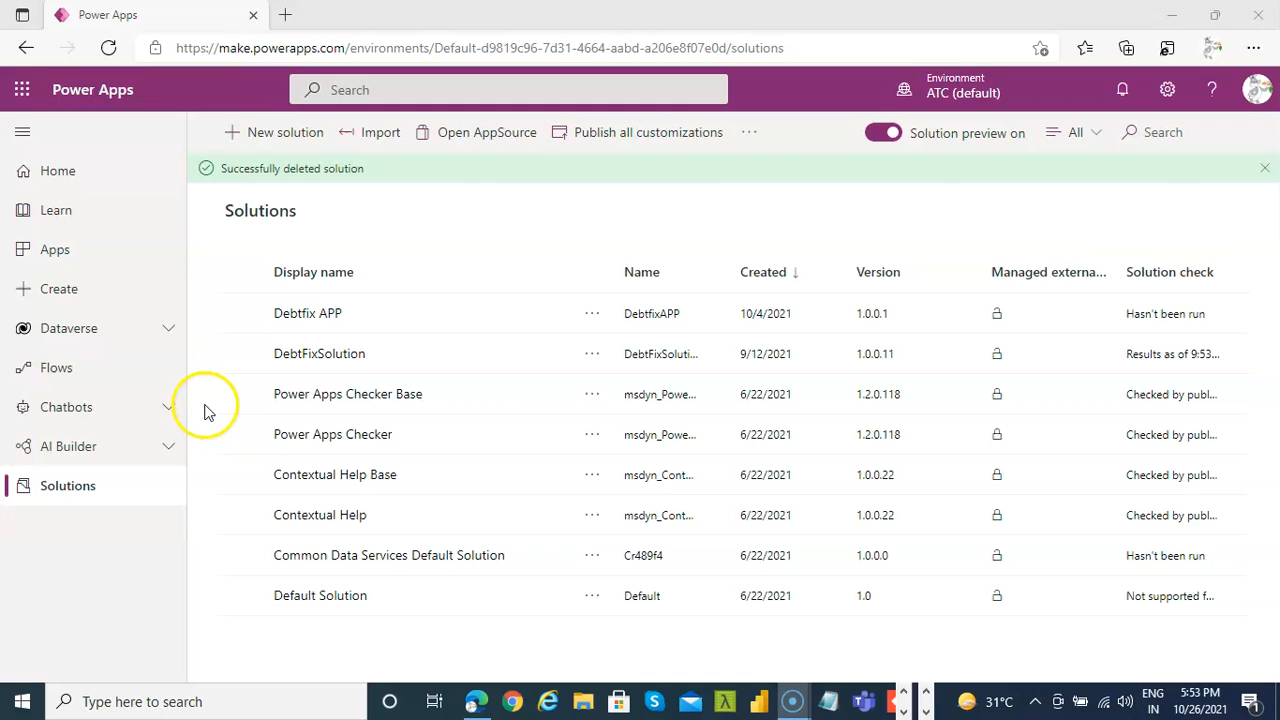 Power Apps
https://make.powerapps.com/environments/Default-d9819c96-7d31-4664-aabd-a206e8f07e0d/solutions
Power Apps
Search
Environment
ATC (default)
New solution
Import
Open AppSource
Publish all customizations
Solution preview on
All
Search
Successfully deleted solution
Home
Learn
Apps
Create
Dataverse
Flows
Chatbots
AI Builder
Solutions
Solutions
Display name Name Created Version Managed externa... Solution check
Debtfix APP DebtfixAPP 10/4/2021 1.0.0.1 Hasn't been run
DebtFixSolution DebtFixSoluti... 9/12/2021 1.0.0.11 Results as of 9:53...
Power Apps Checker Base msdyn_Powe... 6/22/2021 1.2.0.118 Checked by publ...
Power Apps Checker msdyn_Powe... 6/22/2021 1.2.0.118 Checked by publ...
Contextual Help Base msdyn_Cont... 6/22/2021 1.0.0.22 Checked by publ...
Contextual Help msdyn_Cont... 6/22/2021 1.0.0.22 Checked by publ...
Common Data Services Default Solution Cr489f4 6/22/2021 1.0.0.0 Hasn't been run
Default Solution Default 6/22/2021 1.0 Not supported f...
Type here to search
31°C
ENG
IN
5:53 PM
10/26/2021
1